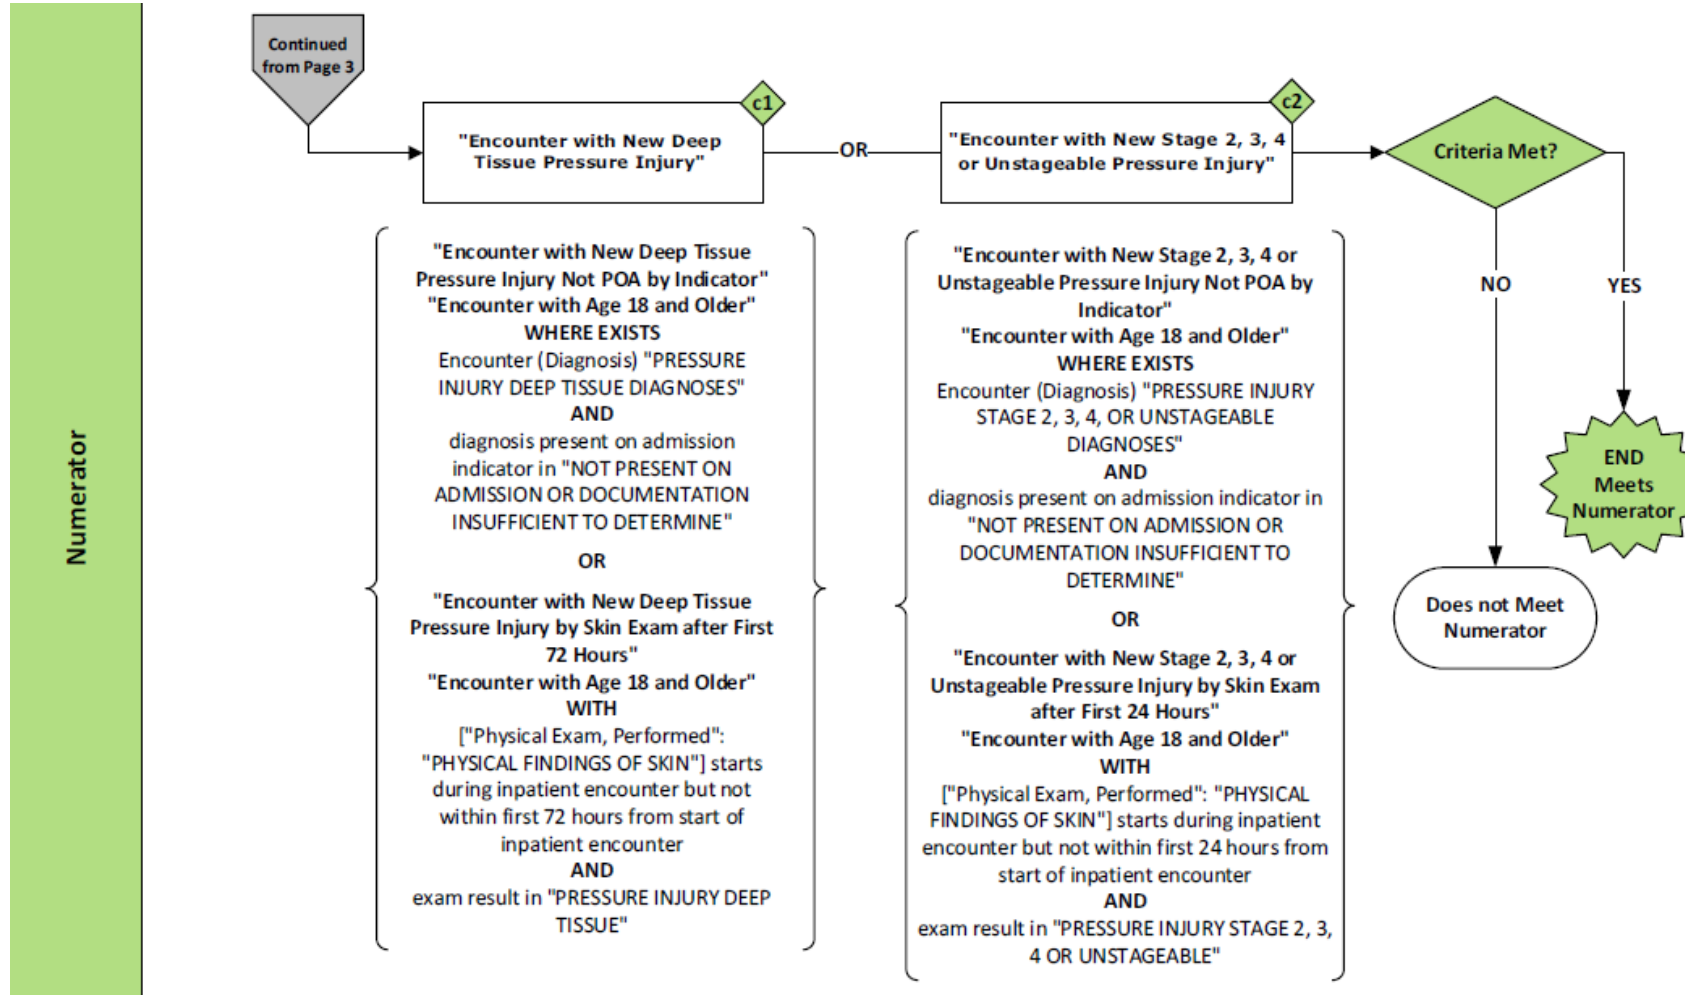 Numerator
Continued
from Page 3
c1
"Encounter with New Deep
Tissue Pressure Injury"
OR
c2
"Encounter with New Stage 2, 3, 4
or Unstageable Pressure Injury"
Criteria Met?
NO
YES
"Encounter with New Deep Tissue
Pressure Injury Not POA by Indicator"
"Encounter with Age 18 and Older"
WHERE EXISTS
Encounter (Diagnosis) "PRESSURE
INJURY DEEP TISSUE DIAGNOSES"
AND
diagnosis present on admission
indicator in "NOT PRESENT ON
ADMISSION OR DOCUMENTATION
INSUFFICIENT TO DETERMINE"
OR
"Encounter with New Deep Tissue
Pressure Injury by Skin Exam after First
72 Hours"
"Encounter with Age 18 and Older"
WITH
["Physical Exam, Performed":
"PHYSICAL FINDINGS OF SKIN"] starts
during inpatient encounter but not
within first 72 hours from start of
inpatient encounter
AND
exam result in "PRESSURE INJURY DEEP
TISSUE"
"Encounter with New Stage 2, 3, 4 or
Unstageable Pressure Injury Not POA by
Indicator"
"Encounter with Age 18 and Older"
WHERE EXISTS
Encounter (Diagnosis) "PRESSURE INJURY
STAGE 2, 3, 4, OR UNSTAGEABLE
DIAGNOSES"
AND
diagnosis present on admission indicator in
"NOT PRESENT ON ADMISSION OR
DOCUMENTATION INSUFFICIENT TO
DETERMINE"
OR
"Encounter with New Stage 2, 3, 4 or
Unstageable Pressure Injury by Skin Exam
after First 24 Hours"
"Encounter with Age 18 and Older"
WITH
["Physical Exam, Performed": "PHYSICAL
FINDINGS OF SKIN"] starts during inpatient
encounter but not within first 24 hours from
start of inpatient encounter
AND
exam result in "PRESSURE INJURY STAGE 2, 3,
4 OR UNSTAGEABLE"
END
Meets
Numerator
Does not Meet
Numerator